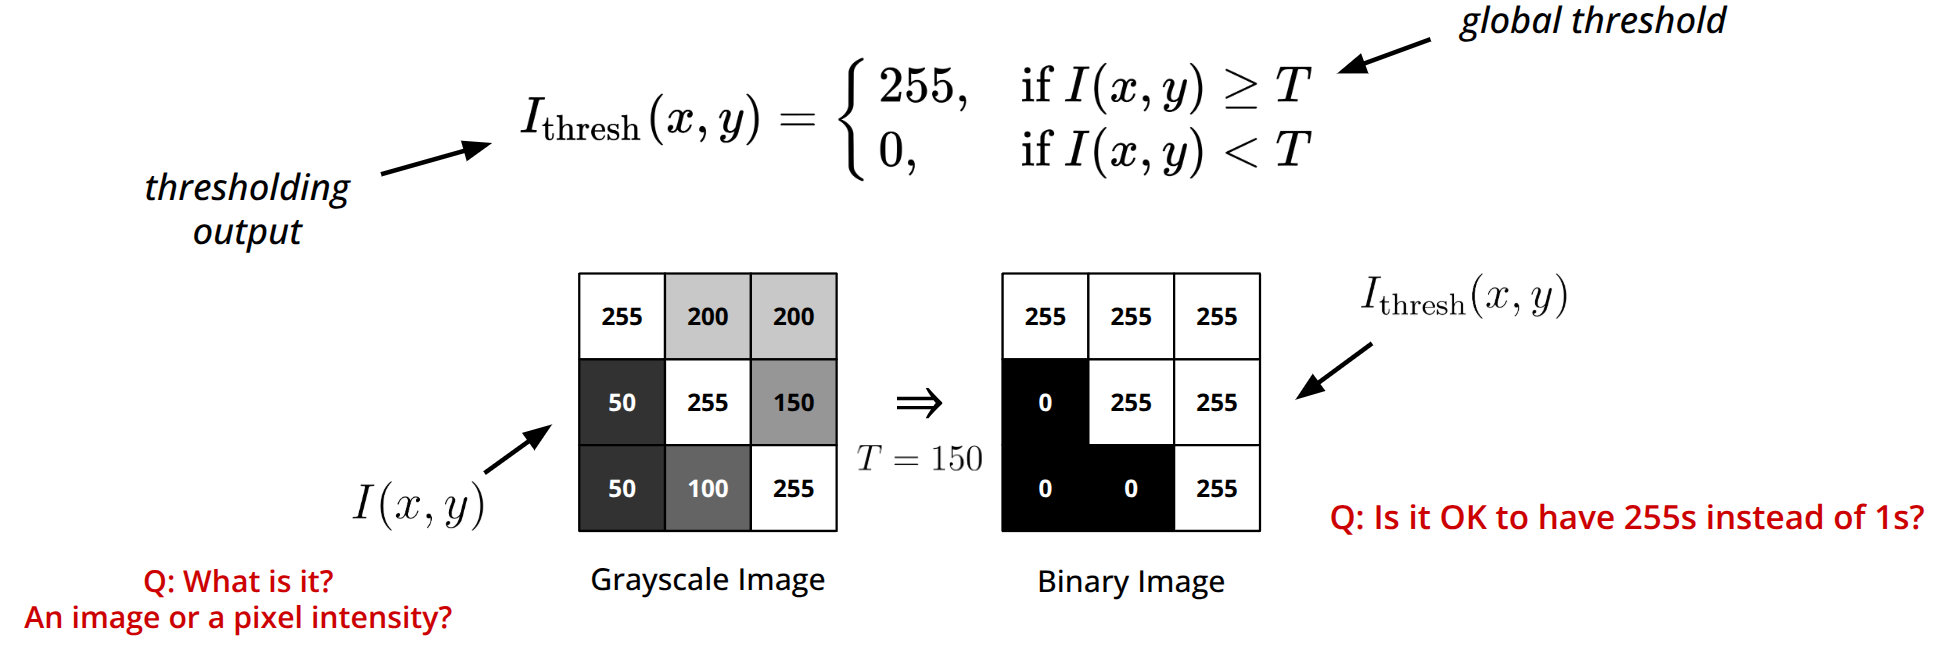 global threshold
I_thresh(x, y) = { 255, if I(x, y) ≥ T
0, if I(x, y) < T
thresholding
output
255 200 200
50 255 150
50 100 255
⇒
T = 150
255 255 255
0 255 255
0 0 255
I_thresh(x, y)
I(x, y)
Q: Is it OK to have 255s instead of 1s?
Q: What is it?
An image or a pixel intensity?
Grayscale Image
Binary Image